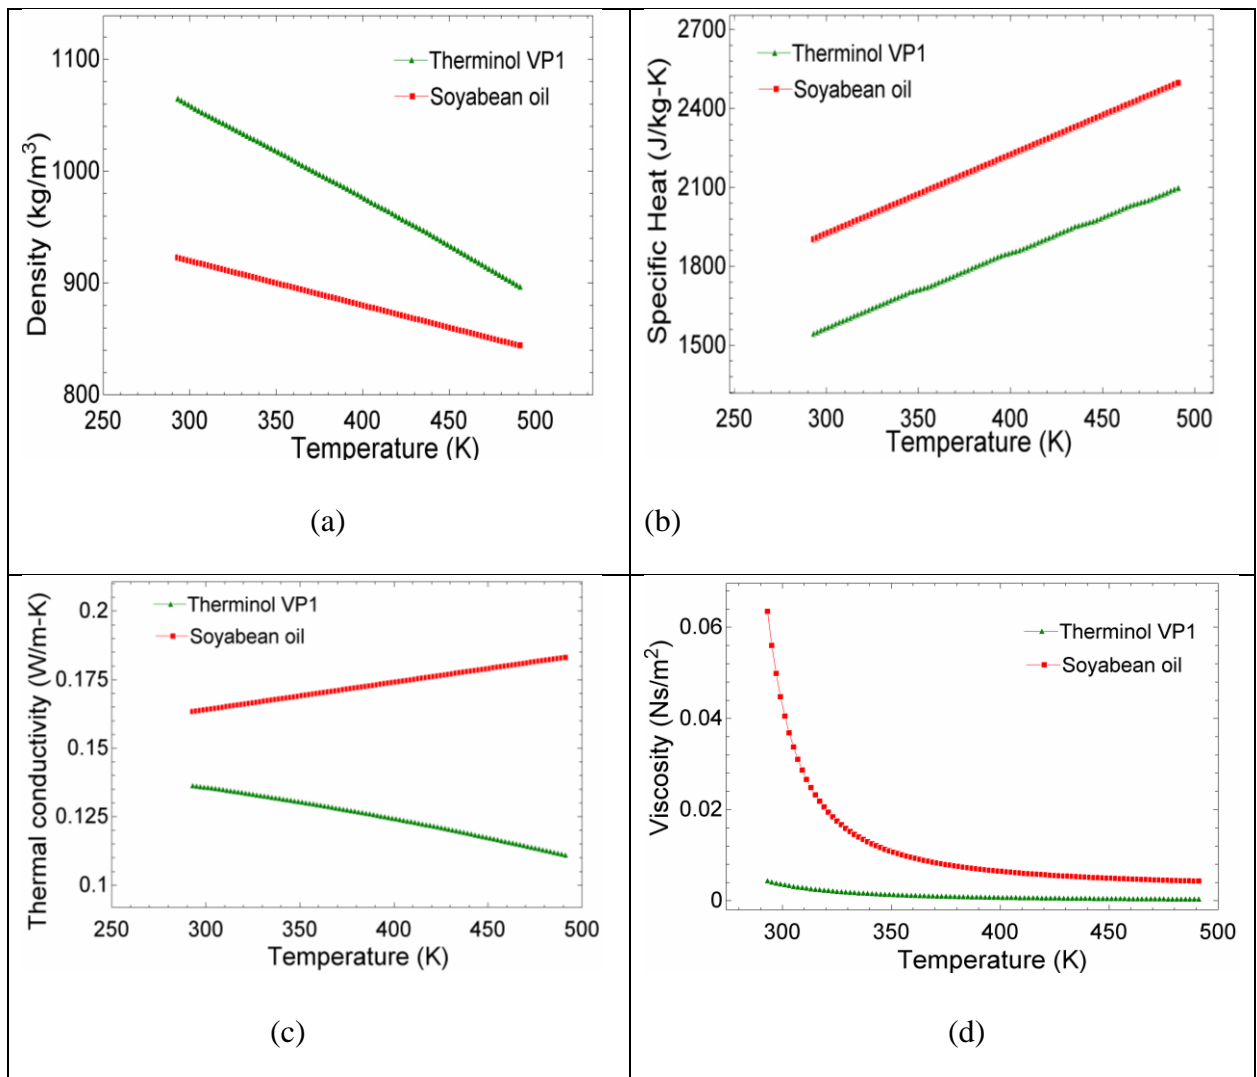 1100
1000
900
800
250
300
350
400
450
500
Density (kg/m3)
Temperature (K)
Therminol VP1
Soyabean oil
(a)
2700
2400
2100
1800
1500
250
300
350
400
450
500
Specific Heat (J/kg-K)
Temperature (K)
Therminol VP1
Soyabean oil
(b)
0.2
0.175
0.15
0.125
0.1
250
300
350
400
450
500
Thermal conductivity (W/m-K)
Temperature (K)
Therminol VP1
Soyabean oil
(c)
0.06
0.04
0.02
0
300
350
400
450
500
Viscosity (Ns/m2)
Temperature (K)
Therminol VP1
Soyabean oil
(d)